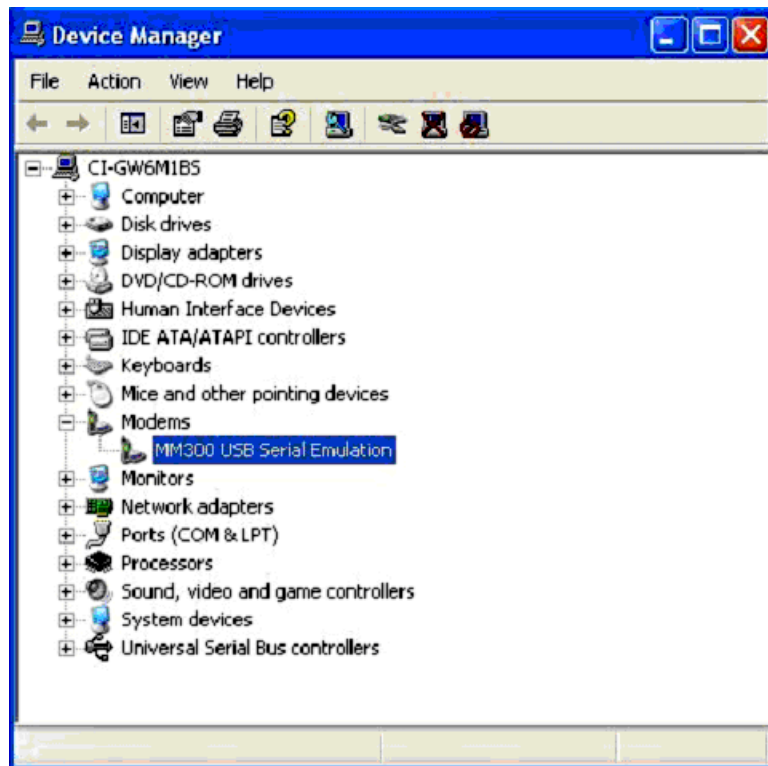 Device Manager
File Action View Help
CI-GW6M1BS
Computer
Disk drives
Display adapters
DVD/CD-ROM drives
Human Interface Devices
IDE ATA/ATAPI controllers
Keyboards
Mice and other pointing devices
Modems
MM300 USB Serial Emulation
Monitors
Network adapters
Ports (COM & LPT)
Processors
Sound, video and game controllers
System devices
Universal Serial Bus controllers